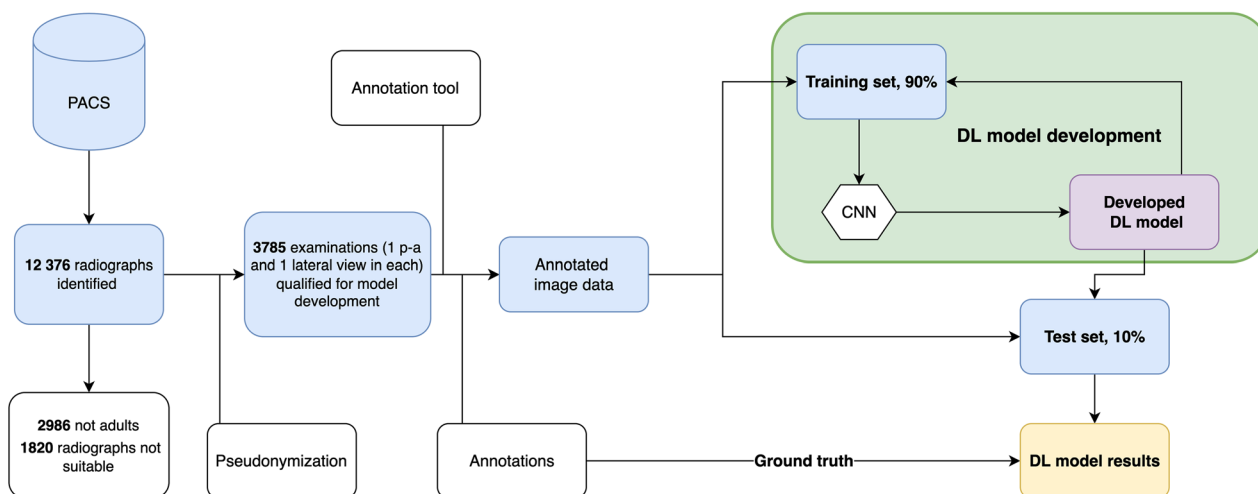 PACS
Annotation tool
Training set, 90%
DL model development
CNN
Developed
DL model
12 376 radiographs
identified
3785 examinations (1 p-a
and 1 lateral view in each)
qualified for model
development
Annotated
image data
Test set, 10%
2986 not adults
1820 radiographs not
suitable
Pseudonymization
Annotations
Ground truth
DL model results